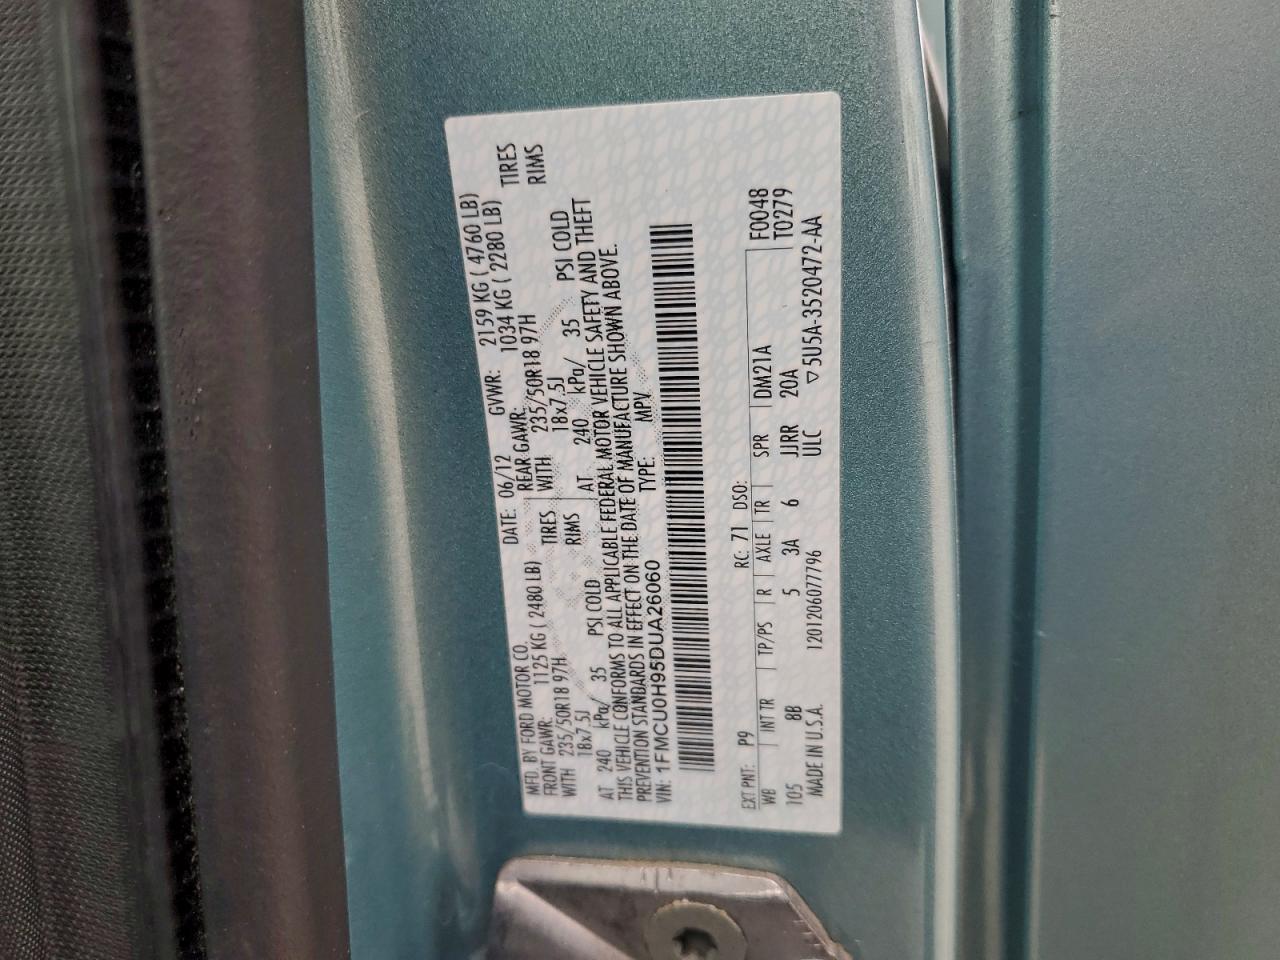 MFD. BY FORD MOTOR CO.
DATE: 06/12 GVWR: 2159 KG ( 4760 LB)
FRONT GAWR: 1125 KG ( 2480 LB) REAR GAWR: 1034 KG ( 2280 LB)
WITH 235/50R18 97H TIRES WITH 235/50R18 97H TIRES
18x7.5J RIMS 18x7.5J RIMS
AT 240 kPa/ 35 PSI COLD AT 240 kPa/ 35 PSI COLD
THIS VEHICLE CONFORMS TO ALL APPLICABLE FEDERAL MOTOR VEHICLE SAFETY AND THEFT
PREVENTION STANDARDS IN EFFECT ON THE DATE OF MANUFACTURE SHOWN ABOVE.
VIN: 1FMCU0H95DUA26060 TYPE: MPV
EXT PNT: P9 RC: 71 DSO: F0048
WB INT TR TP/PS R AXLE TR SPR DM21A T0279
105 8B 5 3A 6 JJRR 20A
MADE IN U.S.A. 120120607796 ULC ▽5U5A-3520472-AA